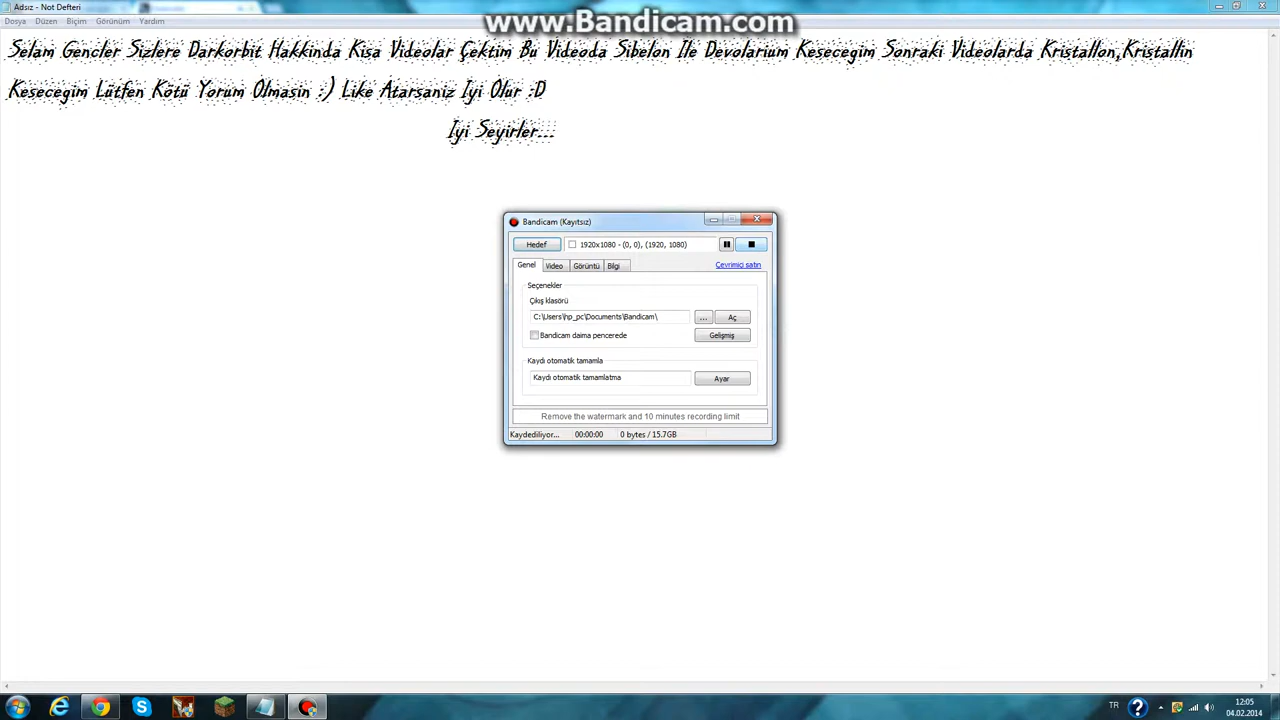 Adsız - Not Defteri
www.Bandicam.com
Dosya Düzen Biçim Görünüm Yardım
Selam Gencler Sizlere Darkorbit Hakkinda Kisa Videolar Çektim Bu Videoda Sibelon Ile Devolarium Kesecegim Sonraki Videolarda Kristallon,Kristallin
Kesecegim Lütfen Kötü Yorum Olmasin :) Like Atarsaniz Iyi Olur :D
Iyi Seyirler...
Bandicam (Kayıtsız)
Hedef 1920x1080 - (0, 0), (1920, 1080)
Genel Video Görüntü Bilgi Çevrimiçi satın
Seçenekler
Çıkış klasörü
C:\Users\hp_pc\Documents\Bandicam\ ... Aç
Bandicam daima pencerede Gelişmiş
Kaydı otomatik tamamla
Kaydı otomatik tamamlatma Ayar
Remove the watermark and 10 minutes recording limit
Kaydediliyor... 00:00:00 0 bytes / 15.7GB
TR 12:05
04.02.2014